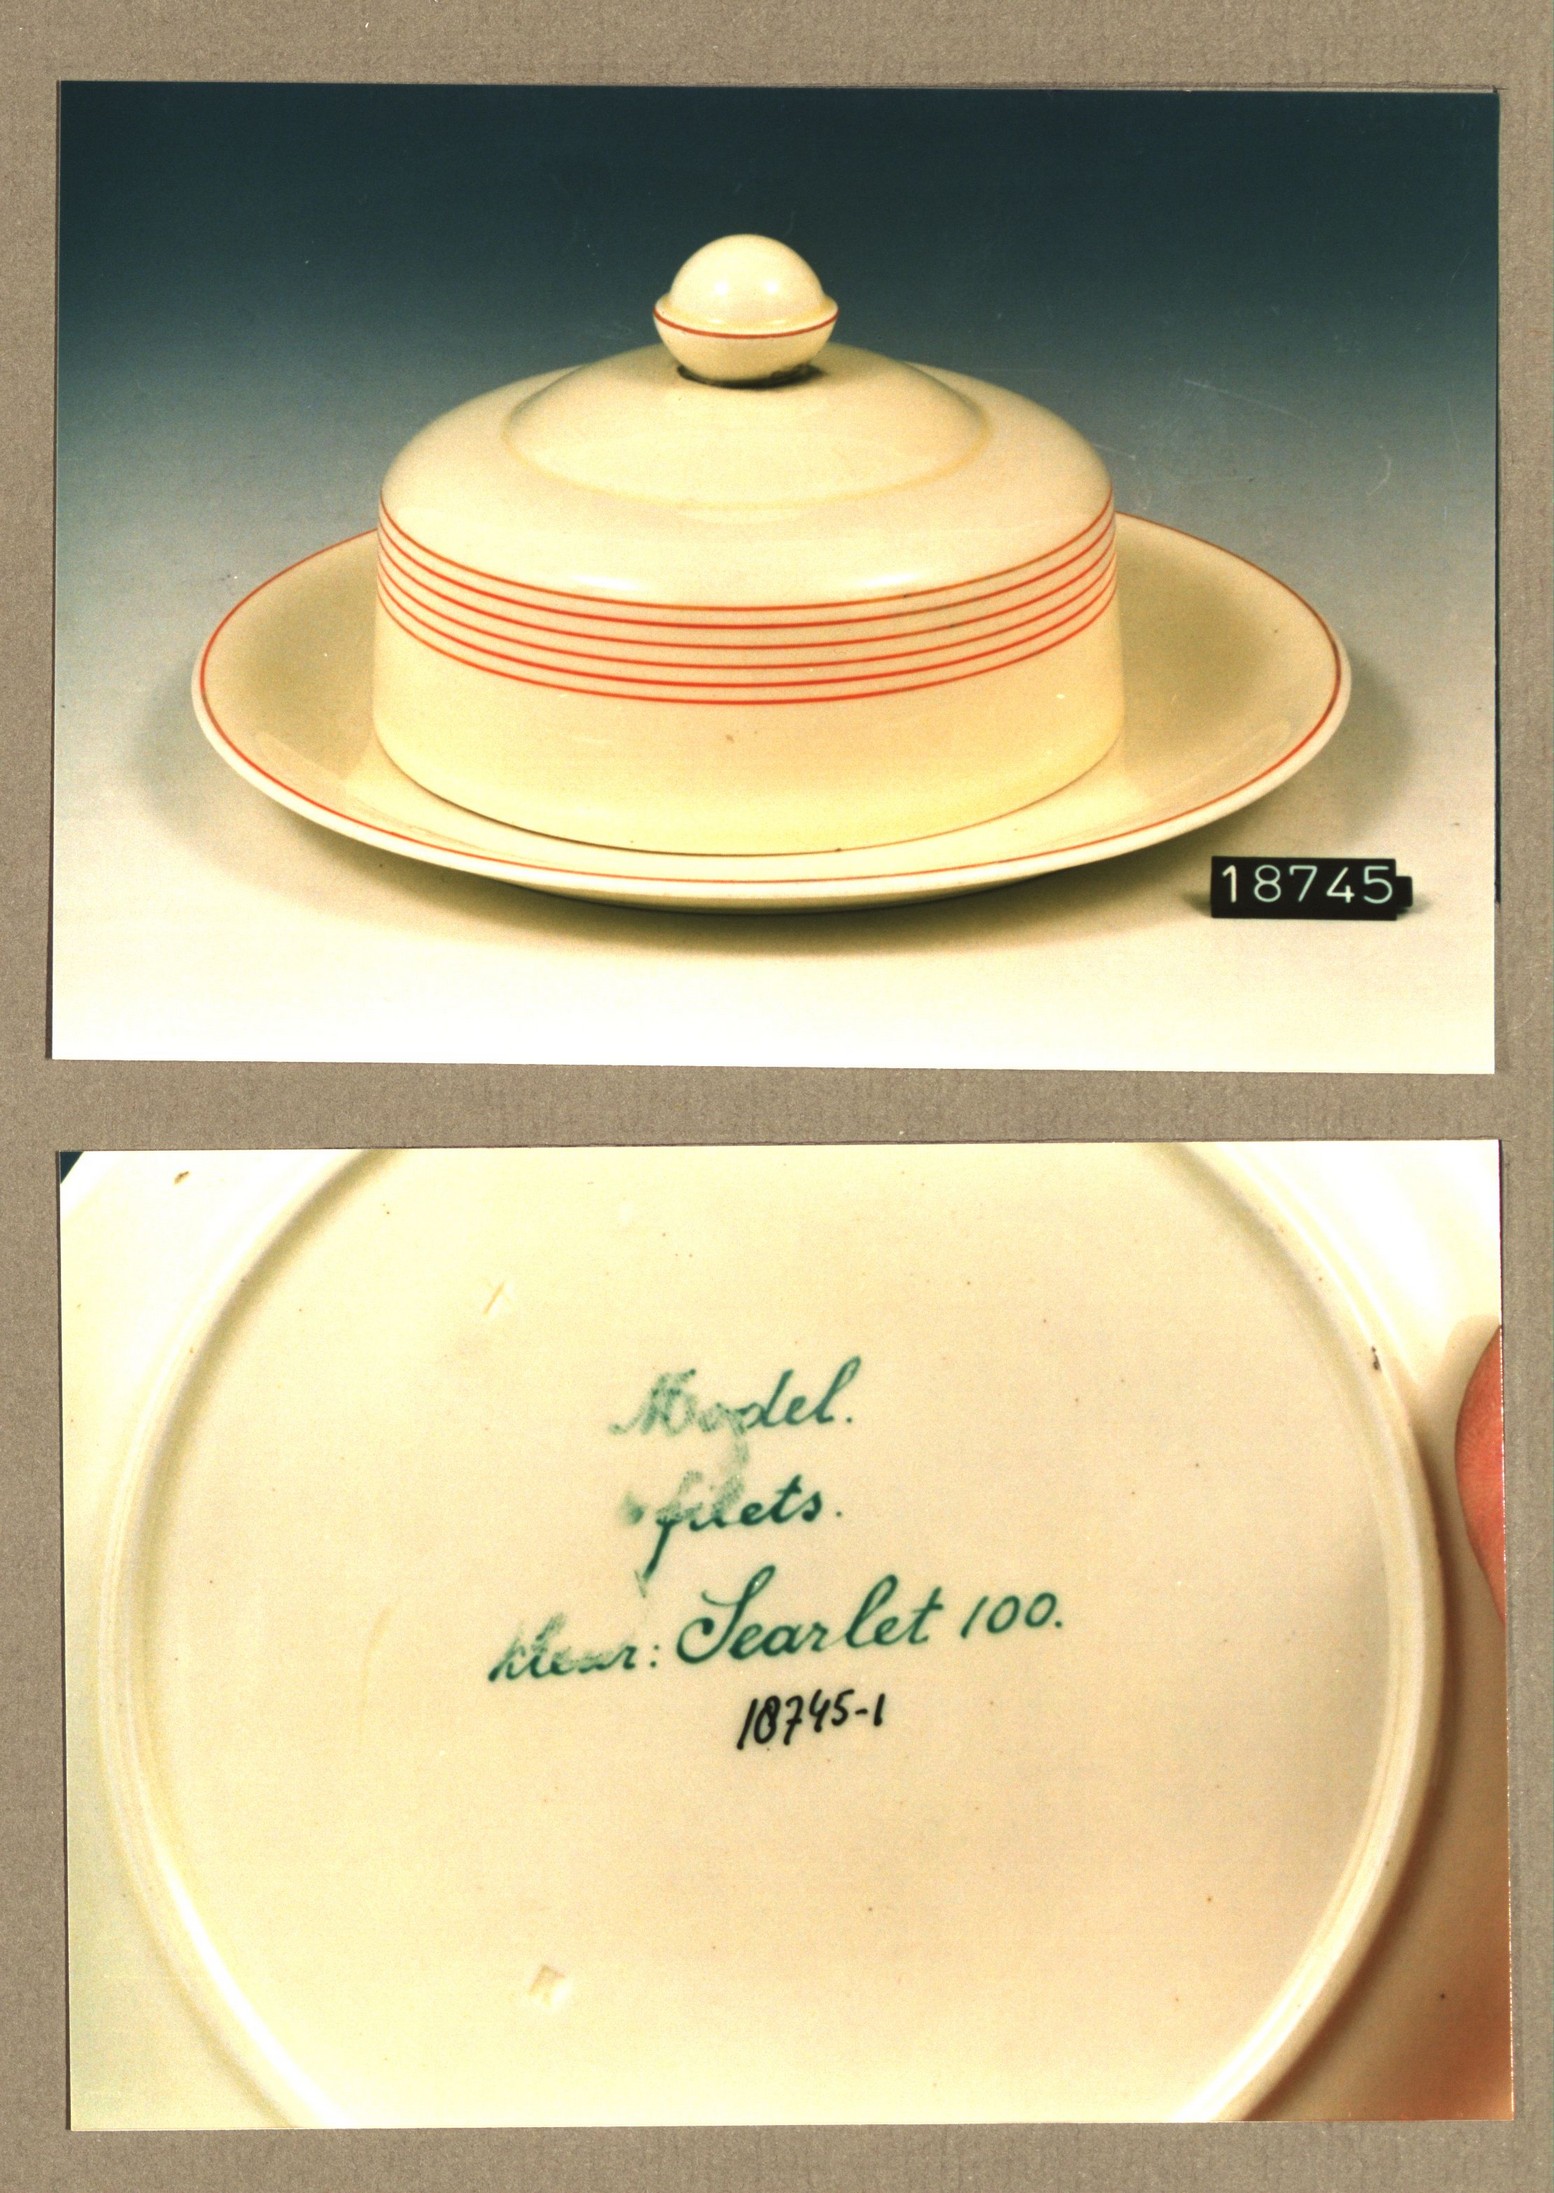 18745
Model.
filets.
kleur: Scarlet 100.
18745-1